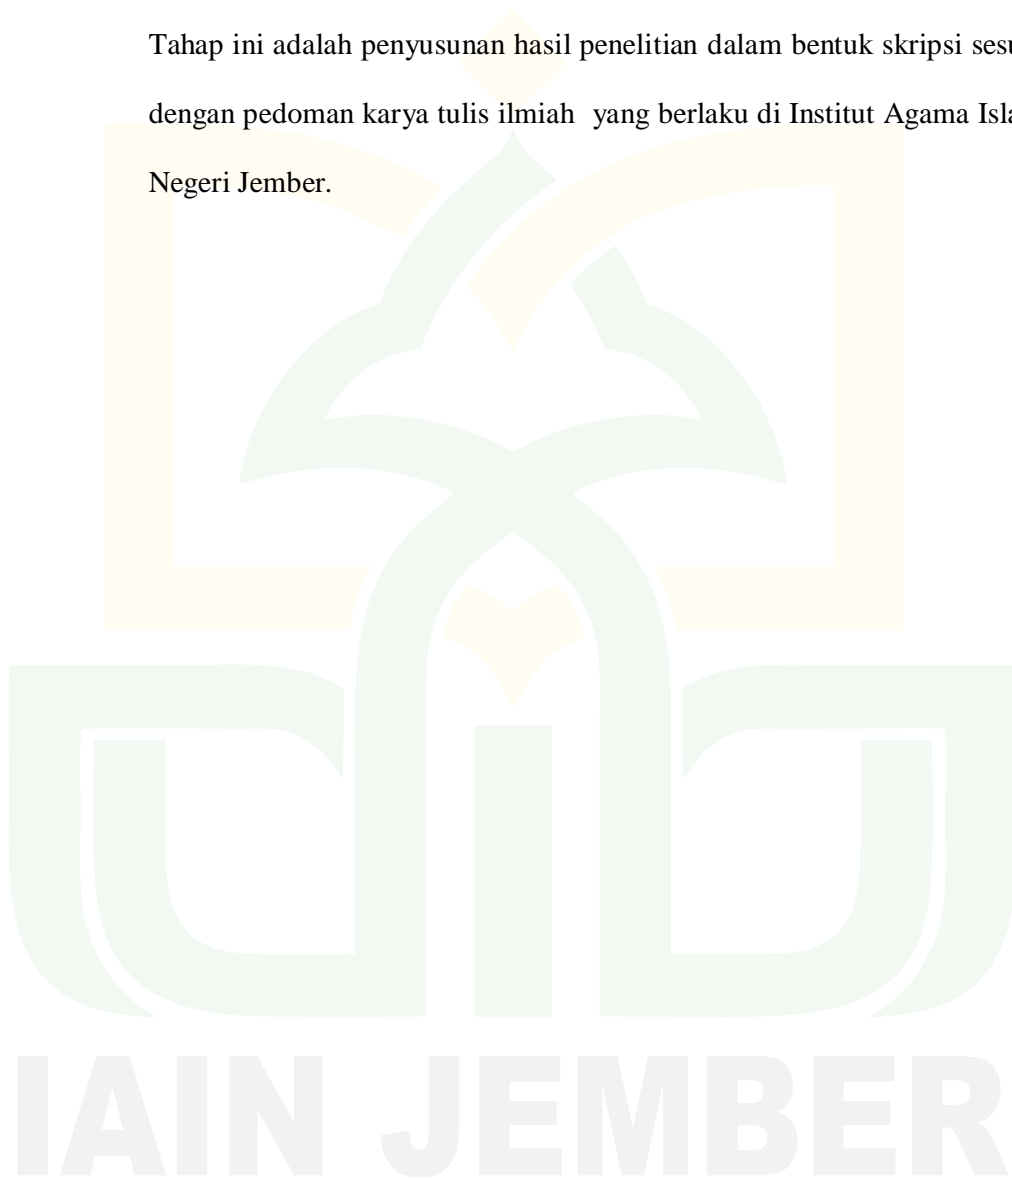 Tahap ini adalah penyusunan hasil penelitian dalam bentuk skripsi sesu
dengan pedoman karya tulis ilmiah yang berlaku di Institut Agama Isla
Negeri Jember.
IAIN JEMBER